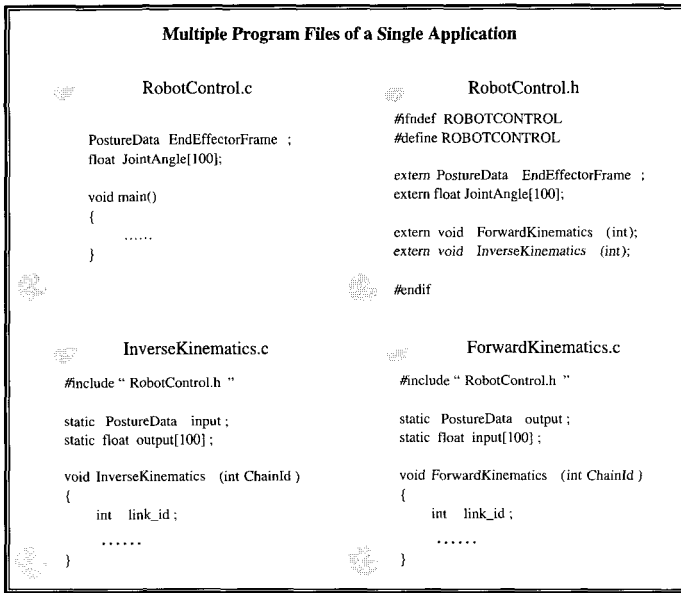 Multiple Program Files of a Single Application
RobotControl.c
PostureData EndEffectorFrame ;
float JointAngle[100];
void main()
{
......
}
RobotControl.h
#ifndef ROBOTCONTROL
#define ROBOTCONTROL
extern PostureData EndEffectorFrame ;
extern float JointAngle[100];
extern void ForwardKinematics (int);
extern void InverseKinematics (int);
#endif
InverseKinematics.c
#include “ RobotControl.h ”
static PostureData input ;
static float output[100] ;
void InverseKinematics (int ChainId )
{
int link_id ;
......
}
ForwardKinematics.c
#include “ RobotControl.h ”
static PostureData output ;
static float input[100] ;
void ForwardKinematics (int ChainId )
{
int link_id ;
......
}